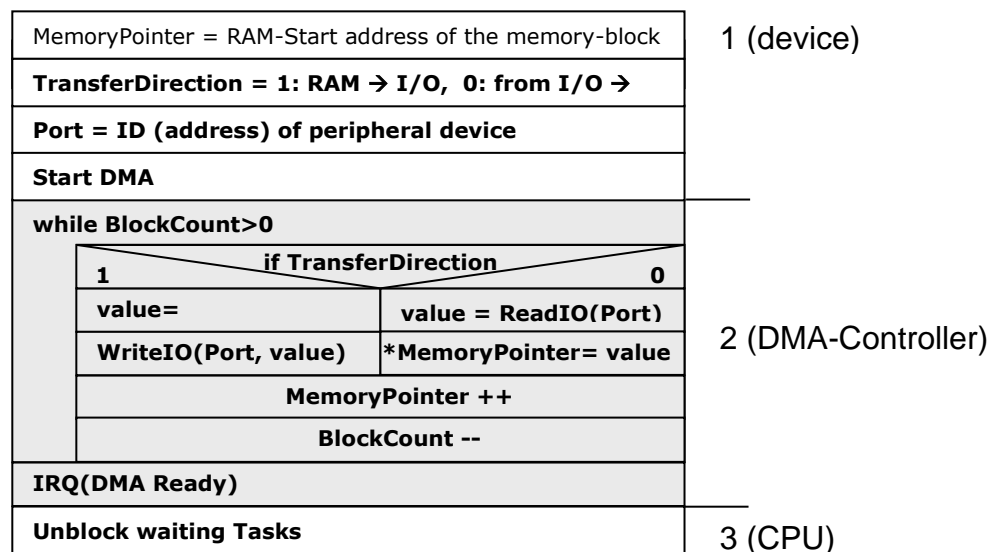 MemoryPointer = RAM-Start address of the memory-block
1 (device)
TransferDirection = 1: RAM → I/O, 0: from I/O →
Port = ID (address) of peripheral device
Start DMA
while BlockCount>0
if TransferDirection
1
0
value=
value = ReadIO(Port)
WriteIO(Port, value)
*MemoryPointer= value
2 (DMA-Controller)
MemoryPointer ++
BlockCount --
IRQ(DMA Ready)
Unblock waiting Tasks
3 (CPU)